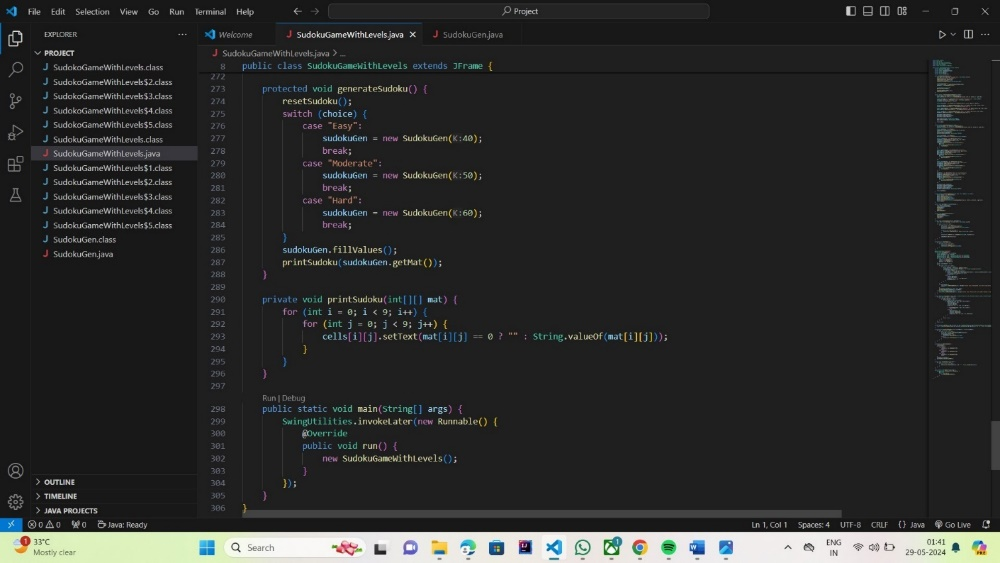 File Edit Selection View Go Run Terminal Help
Project
EXPLORER
Welcome
SudokuGameWithLevels.java
SudokuGen.java
PROJECT
SudokoGameWithLevels.class
SudokuGameWithLevels$2.class
SudokoGameWithLevels$3.class
SudokoGameWithLevels$4.class
SudokoGameWithLevels$5.class
SudokuGameWithLevels.class
SudokuGameWithLevels.java
SudokuGameWithLevels$1.class
SudokuGameWithLevels$2.class
SudokuGameWithLevels$3.class
SudokuGameWithLevels$4.class
SudokuGameWithLevels$5.class
SudokuGen.class
SudokuGen.java
OUTLINE
TIMELINE
JAVA PROJECTS
SudokuGameWithLevels.java > ...
8 public class SudokuGameWithLevels extends JFrame {
272
273 protected void generateSudoku() {
274 resetSudoku();
275 switch (choice) {
276 case "Easy":
277 sudokuGen = new SudokuGen(K:40);
278 break;
279 case "Moderate":
280 sudokuGen = new SudokuGen(K:50);
281 break;
282 case "Hard":
283 sudokuGen = new SudokuGen(K:60);
284 break;
285 }
286 sudokuGen.fillValues();
287 printSudoku(sudokuGen.getMat());
288 }
289
290 private void printSudoku(int[][] mat) {
291 for (int i = 0; i < 9; i++) {
292 for (int j = 0; j < 9; j++) {
293 cells[i][j].setText(mat[i][j] == 0 ? "" : String.valueOf(mat[i][j]));
294 }
295 }
296 }
297
Run | Debug
298 public static void main(String[] args) {
299 SwingUtilities.invokeLater(new Runnable() {
300 @Override
301 public void run() {
302 new SudokuGameWithLevels();
303 }
304 });
305 }
306 }
0 0 0 Java: Ready
Ln 1, Col 1 Spaces: 4 UTF-8 CRLF {} Java Go Live
33°C
Mostly clear
Search
ENG
IN
01:41
29-05-2024